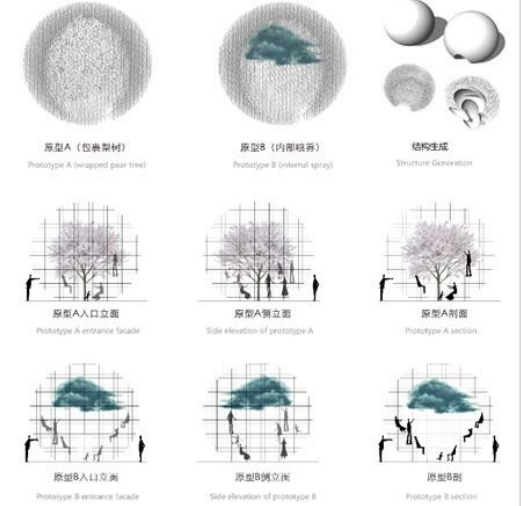 原型A（包裹梨树）
Prototype A (wrapped pear tree)
原型B（内部喷雾）
Prototype B (internal spray)
结构生成
Structure Generation
原型A入口立面
Prototype A entrance facade
原型A侧立面
Side elevation of prototype A
原型A剖面
Prototype A section
原型B入口立面
Prototype B entrance facade
原型B侧立面
Side elevation of prototype B
原型B剖
Prototype B section